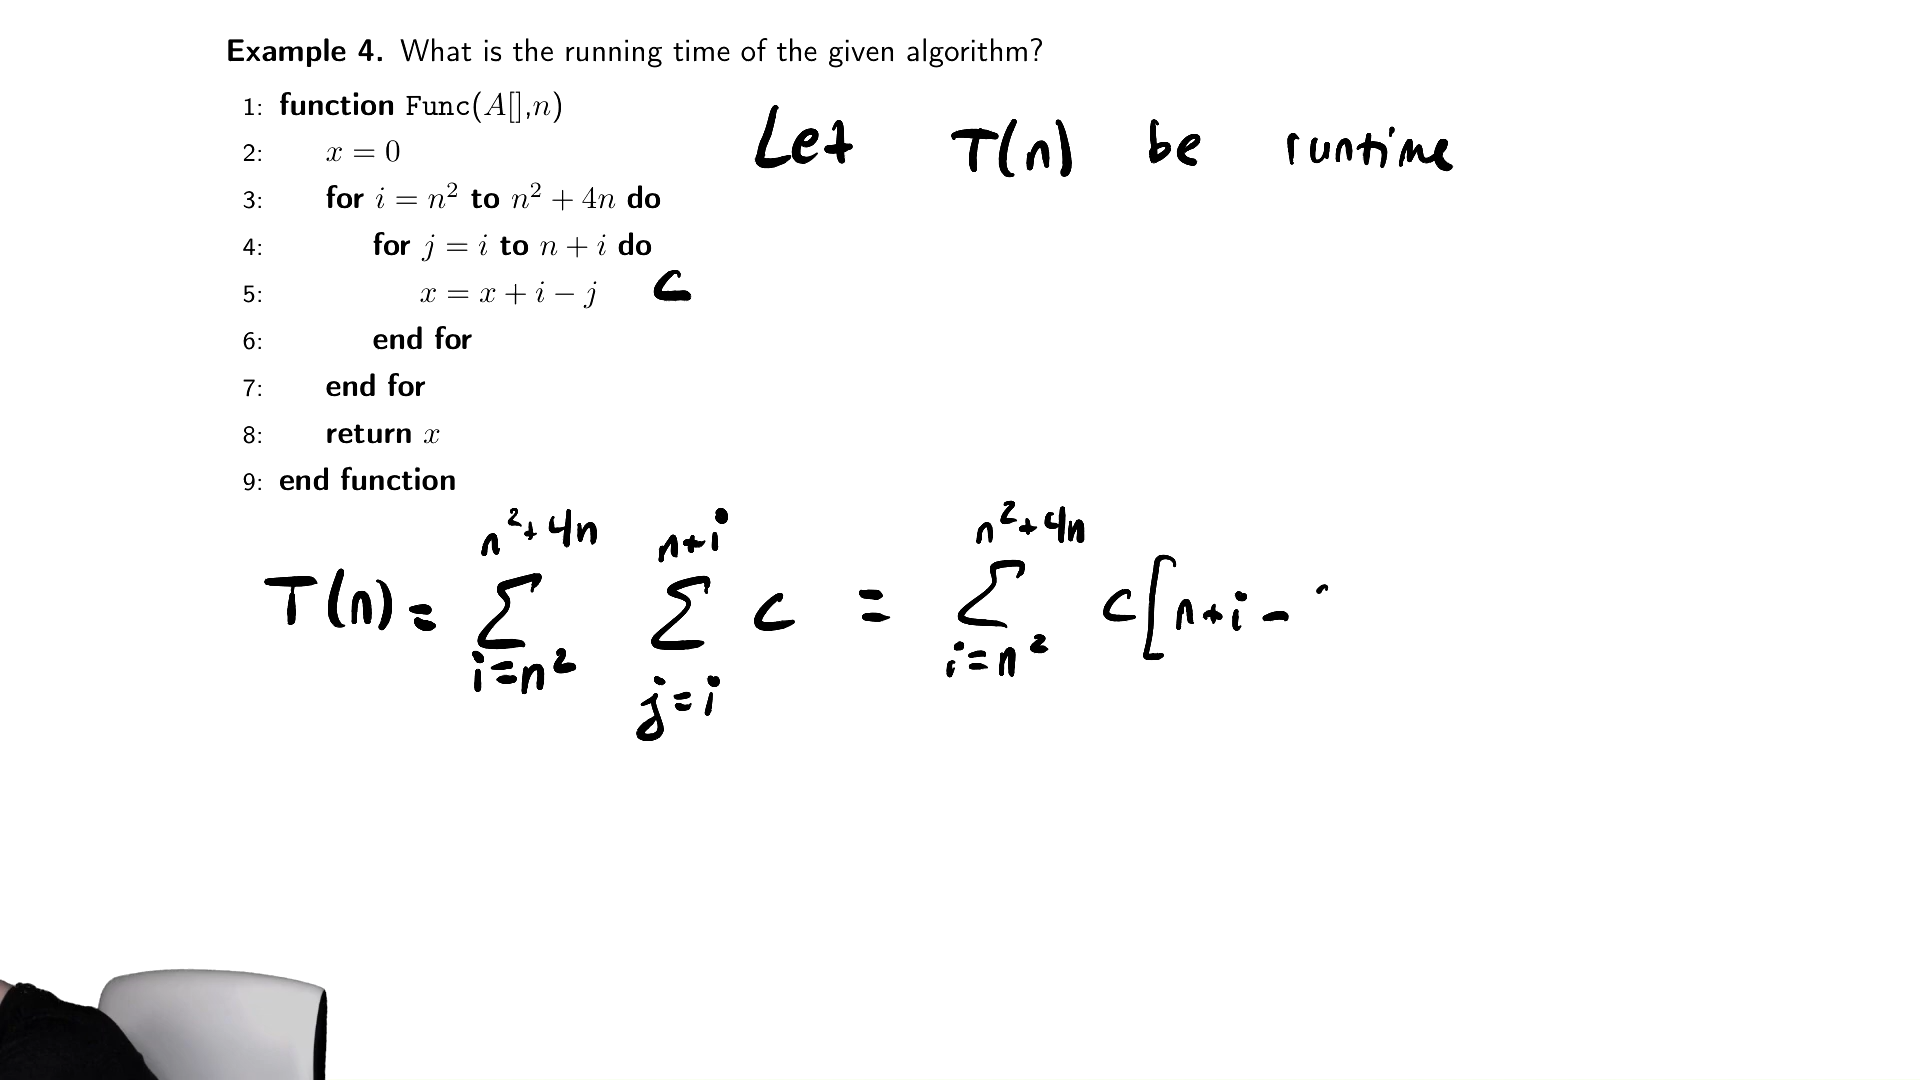 Example 4. What is the running time of the given algorithm?
1: function Func(A[],n)
2: x = 0
3: for i = n² to n² + 4n do
4: for j = i to n + i do
5: x = x + i − j
6: end for
7: end for
8: return x
9: end function
Let T(n) be runtime
c
T(n) = ∑_{i=n²}^{n²+4n} ∑_{j=i}^{n+i} c = ∑_{i=n²}^{n²+4n} c[n+i −